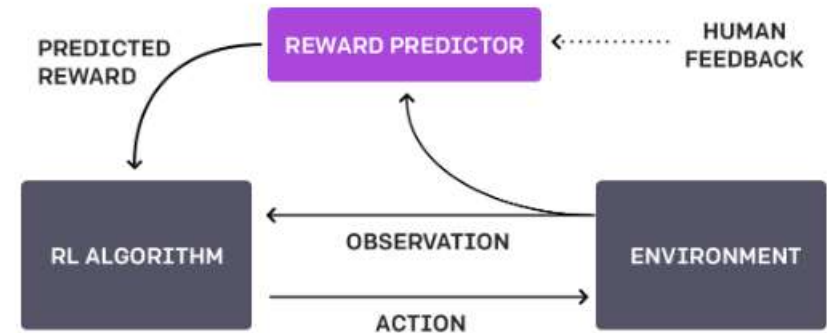 PREDICTED
REWARD
REWARD PREDICTOR
HUMAN
FEEDBACK
RL ALGORITHM
OBSERVATION
ENVIRONMENT
ACTION